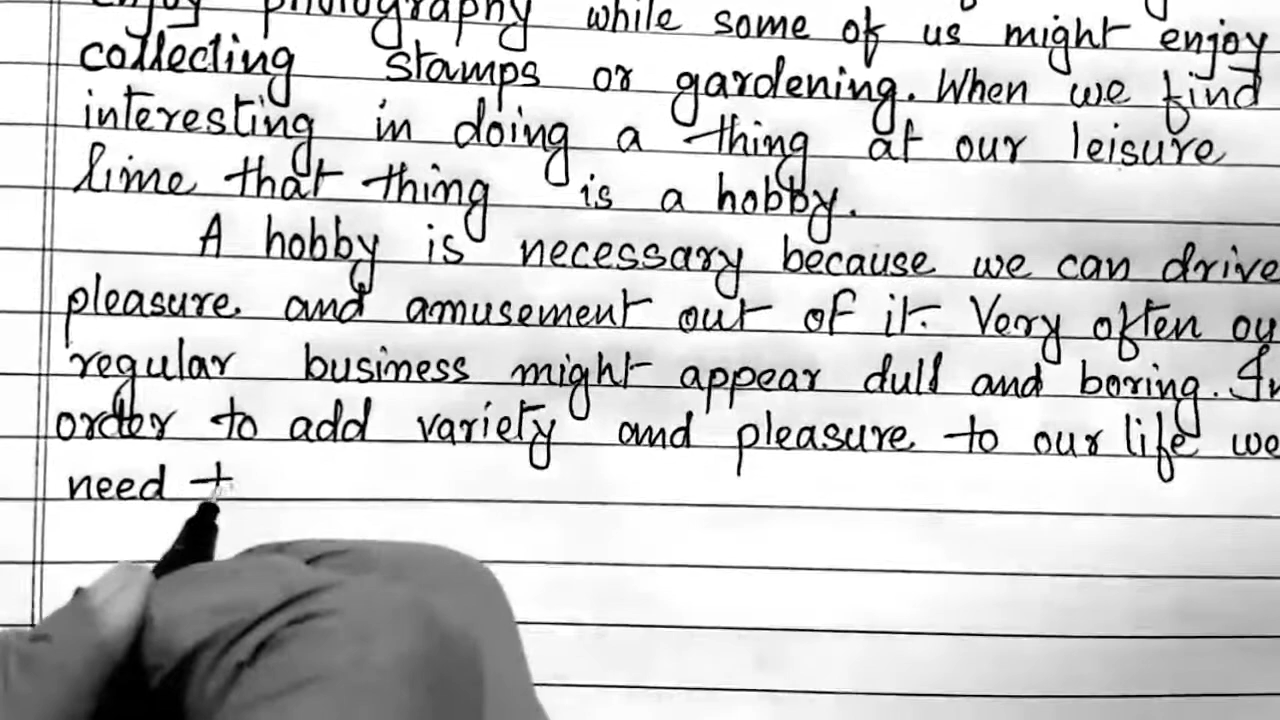 enjoy photography while some of us might enjoy
collecting stamps or gardening. When we find
interesting in doing a thing at our leisure
time that thing is a hobby.
A hobby is necessary because we can drive
pleasure and amusement out of it. Very often ou
regular business might appear dull and boring. In
order to add variety and pleasure to our life we
need t